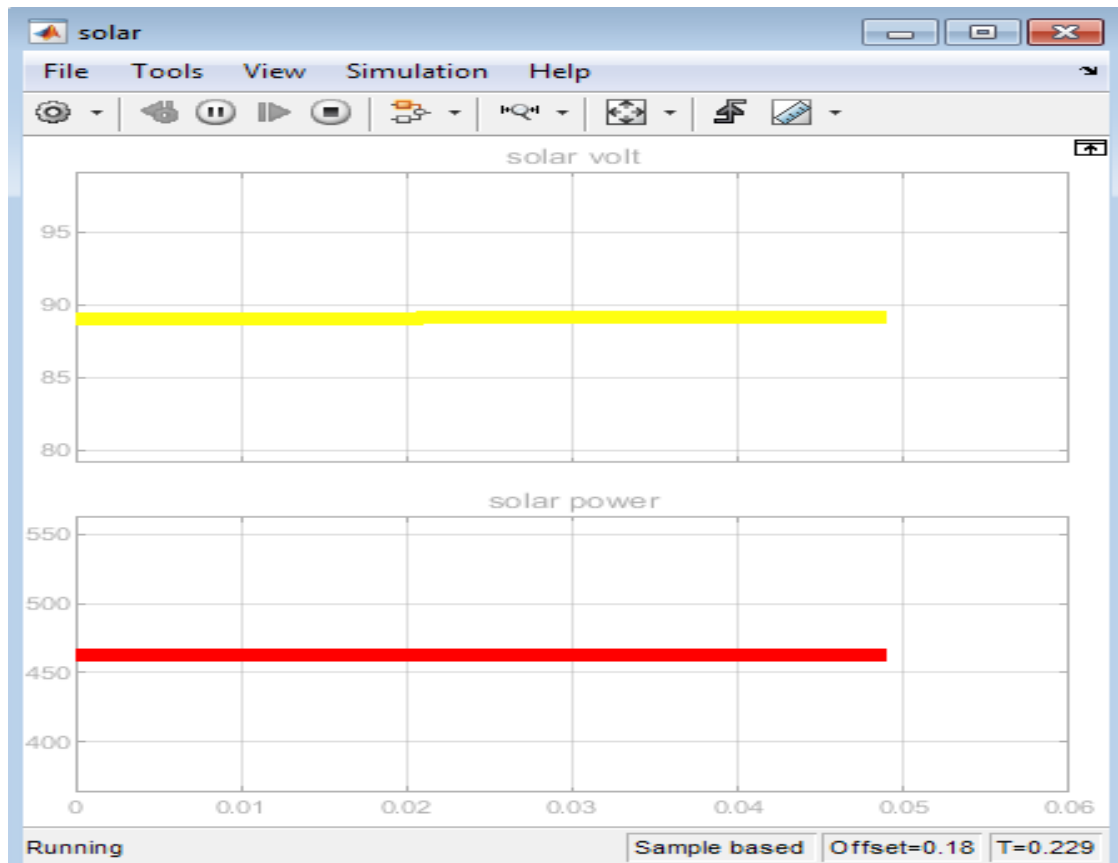 solar
File Tools View Simulation Help
solar volt
95
90
85
80
solar power
550
500
450
400
0 0.01 0.02 0.03 0.04 0.05 0.06
Running Sample based Offset=0.18 T=0.229